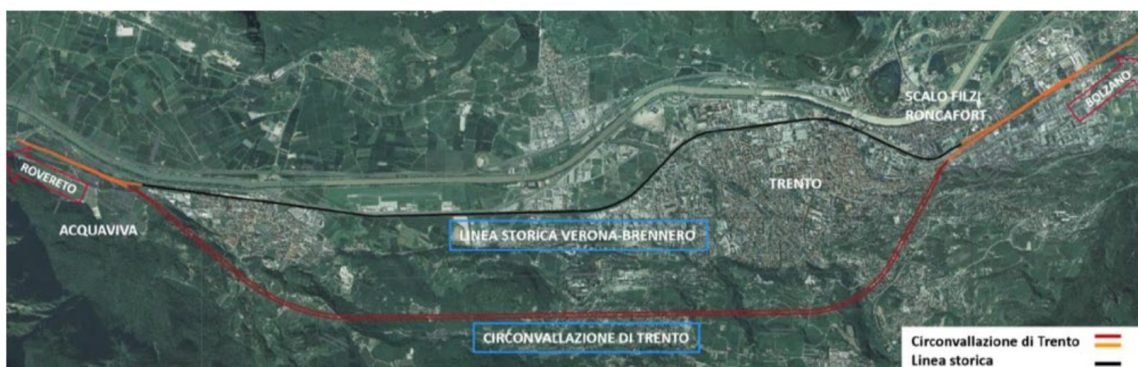 SCALO FILZI
RONCAFORT
BOLZANO
ROVERETO
TRENTO
ACQUAVIVA
LINEA STORICA VERONA-BRENNERO
CIRCONVALLAZIONE DI TRENTO
Circonvallazione di Trento
Linea storica